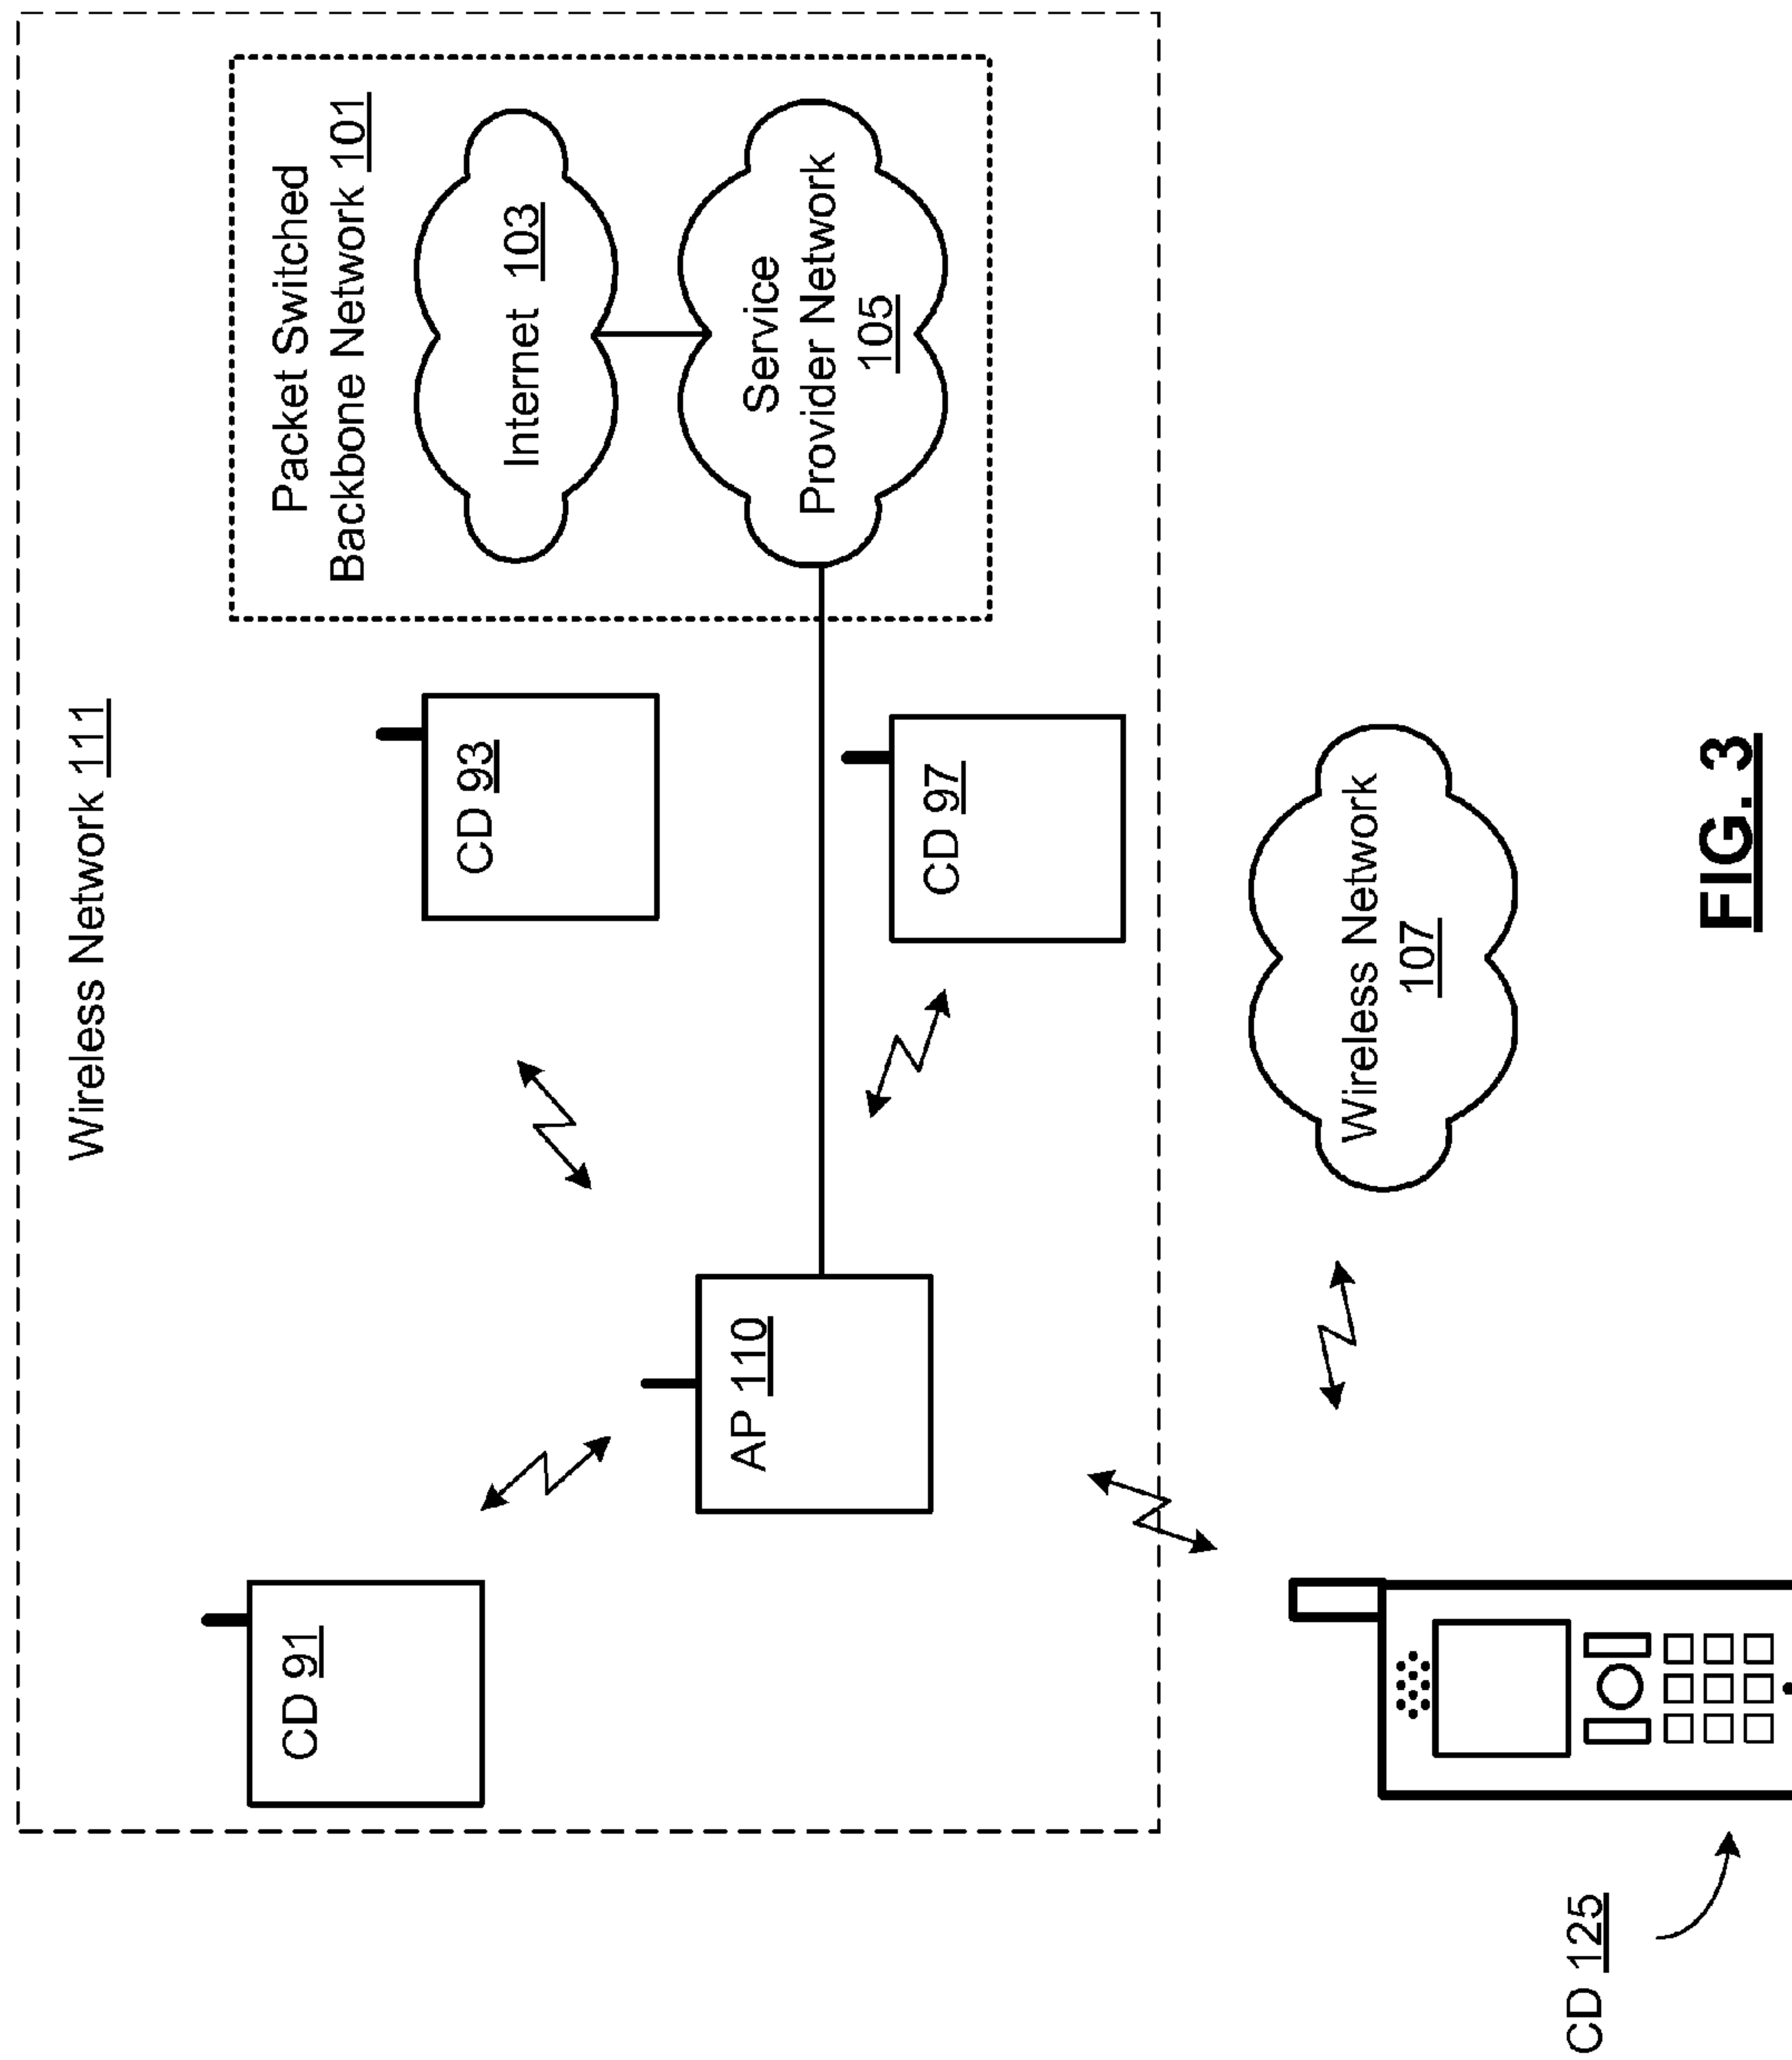 Wireless Network 111
Packet Switched
Backbone Network 101
Internet 103
Service
Provider Network
105
CD 91
CD 93
AP 110
CD 97
Wireless Network
107
CD 125
FIG. 3